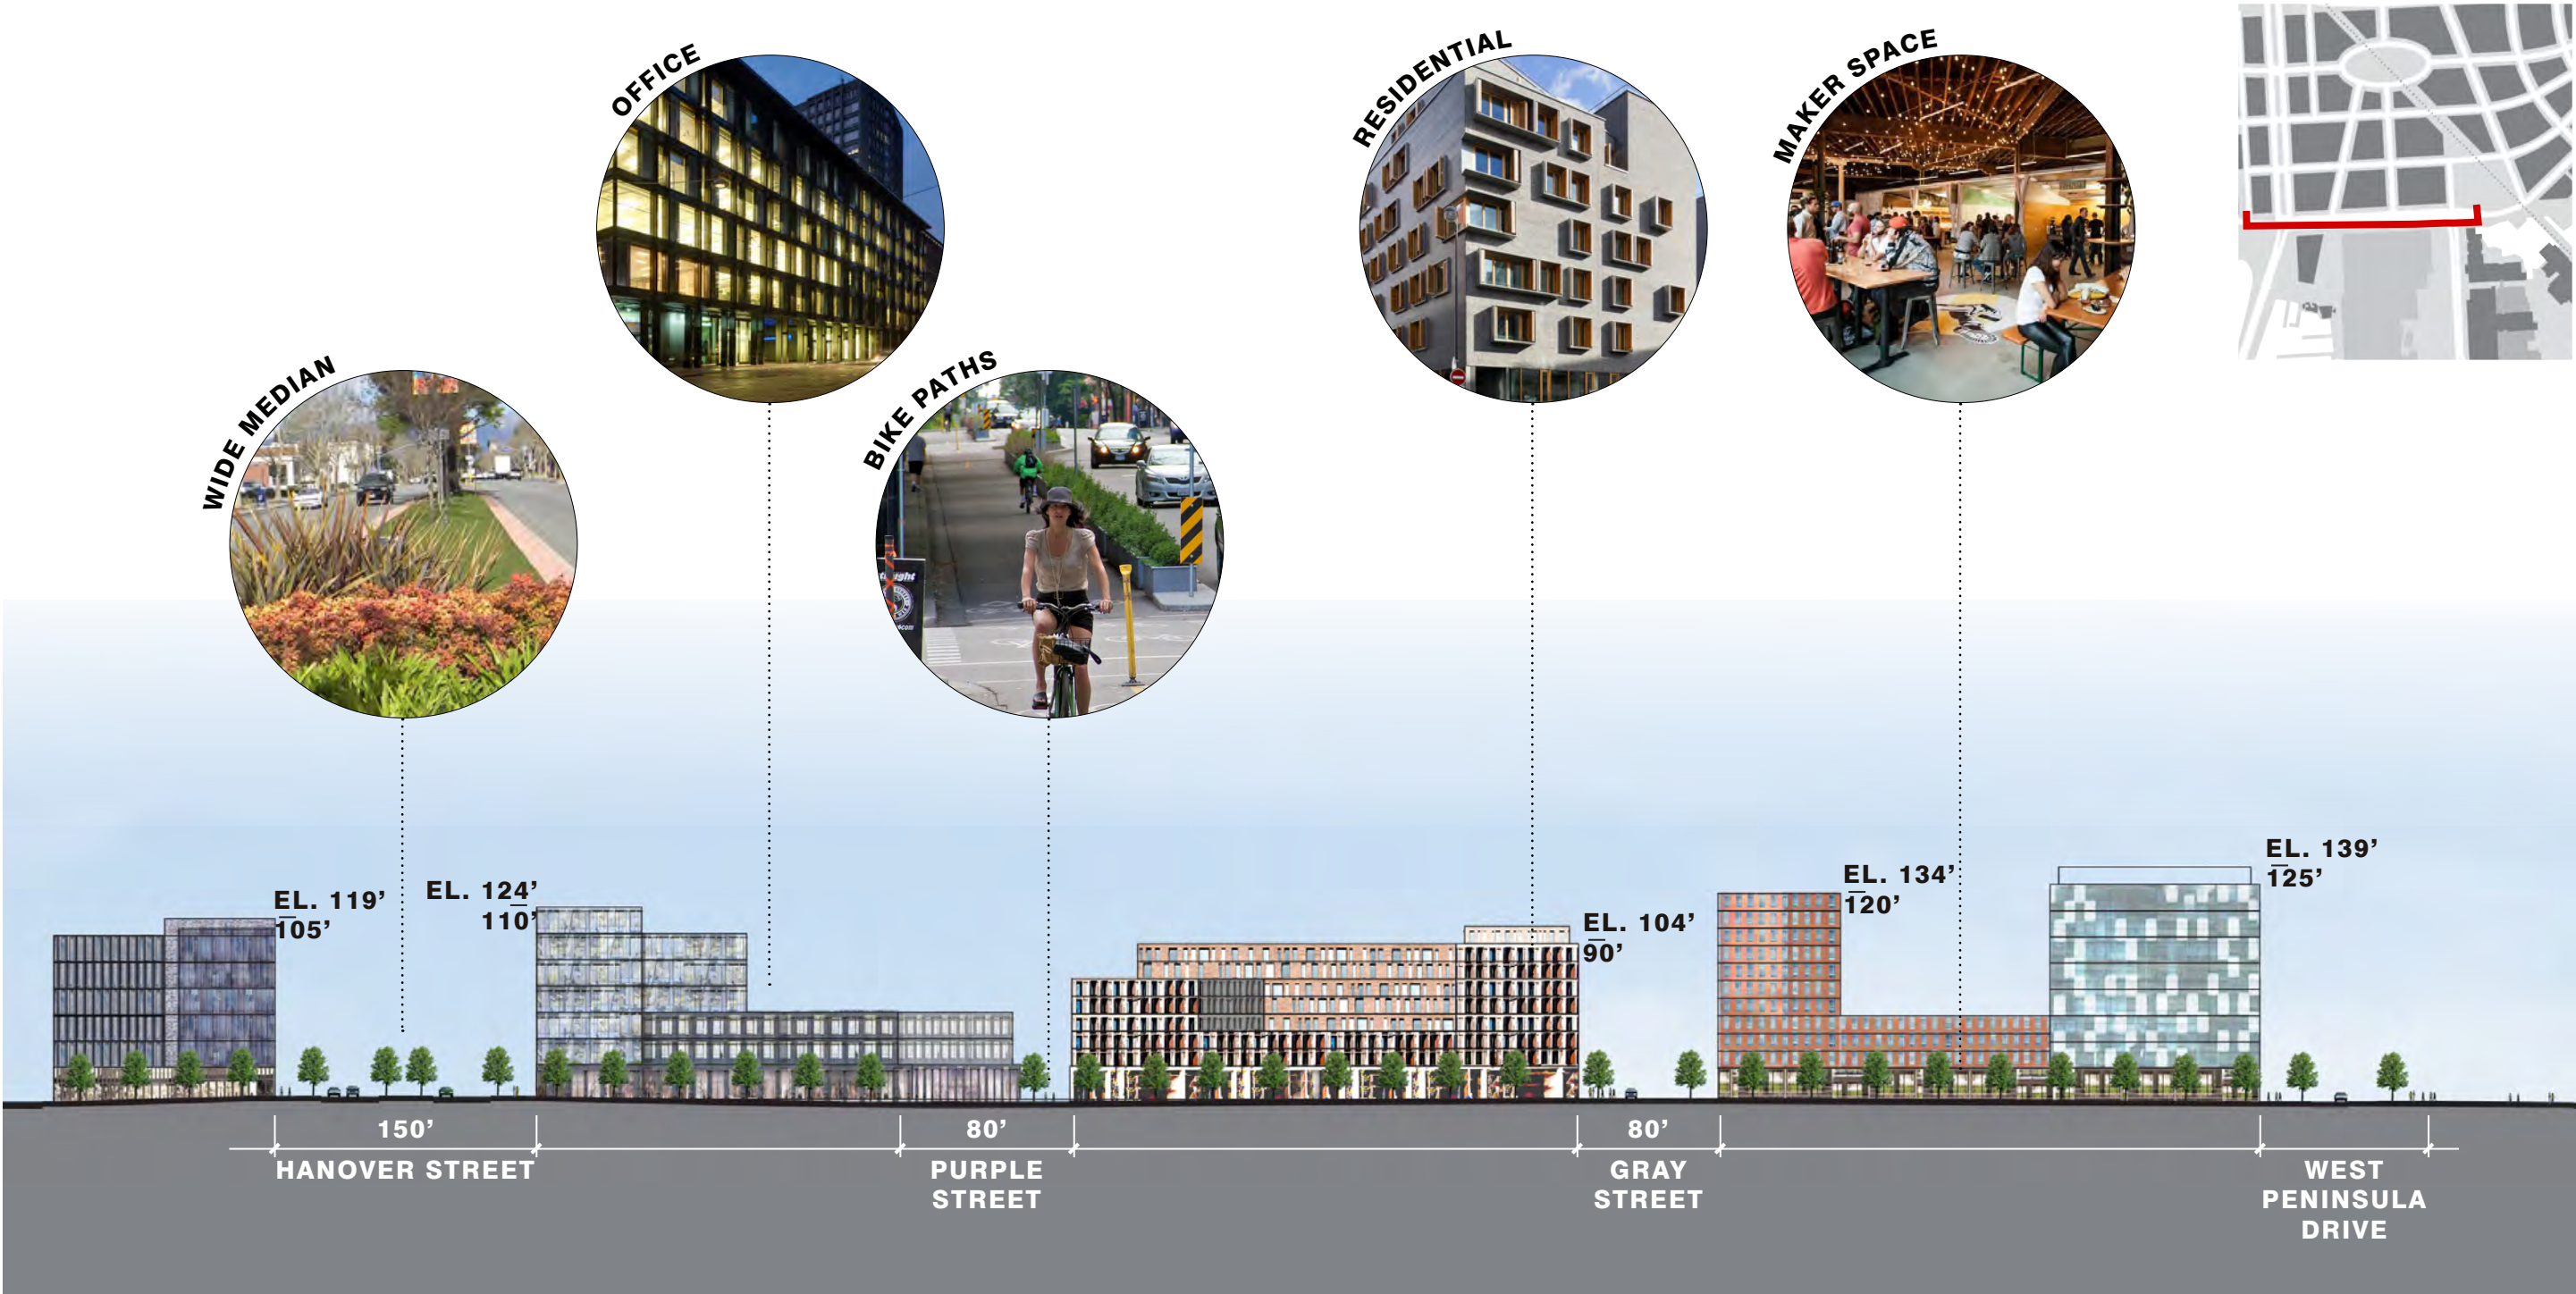 OFFICE
RESIDENTIAL
MAKER SPACE
WIDE MEDIAN
BIKE PATHS
EL. 119’
105’
EL. 124’
110’
EL. 104’
90’
EL. 134’
120’
EL. 139’
125’
150’
HANOVER STREET
80’
PURPLE
STREET
80’
GRAY
STREET
WEST
PENINSULA
DRIVE